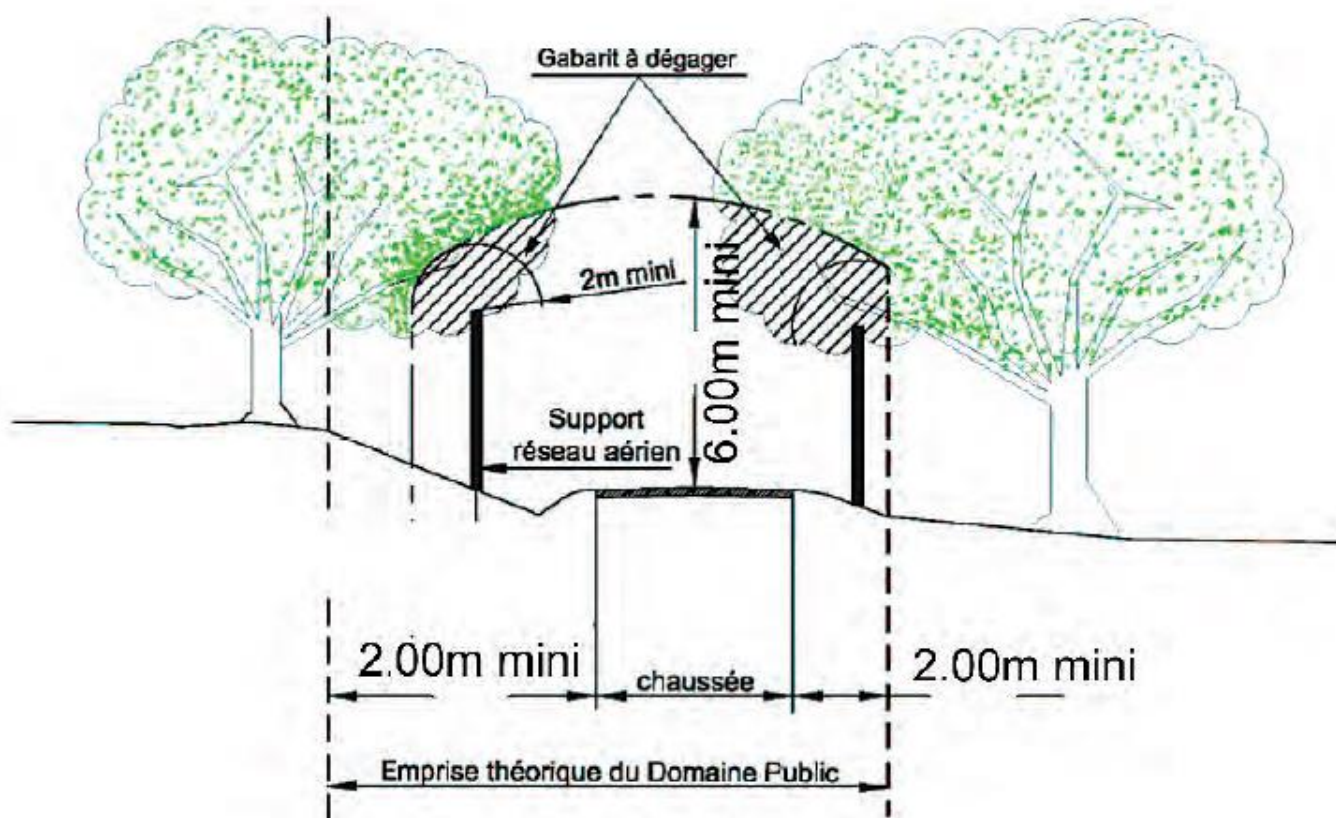 Gabarit à dégager
2m mini
6.00m mini
Support
réseau aérien
2.00m mini
chaussée
2.00m mini
Emprise théorique du Domaine Public